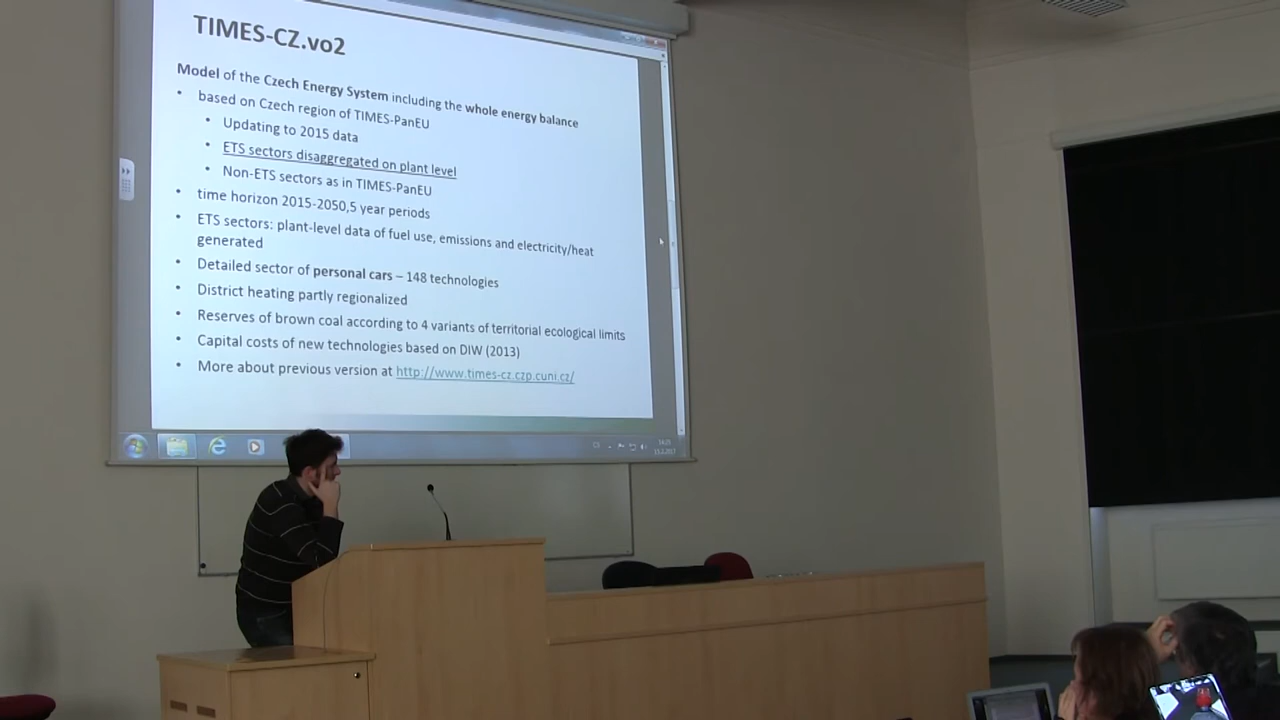 TIMES-CZ.vo2
Model of the Czech Energy System including the whole energy balance
• based on Czech region of TIMES-PanEU
• Updating to 2015 data
• ETS sectors disaggregated on plant level
• Non-ETS sectors as in TIMES-PanEU
• time horizon 2015-2050,5 year periods
• ETS sectors: plant-level data of fuel use, emissions and electricity/heat
generated
• Detailed sector of personal cars – 148 technologies
• District heating partly regionalized
• Reserves of brown coal according to 4 variants of territorial ecological limits
• Capital costs of new technologies based on DIW (2013)
• More about previous version at http://www.times-cz.czp.cuni.cz/